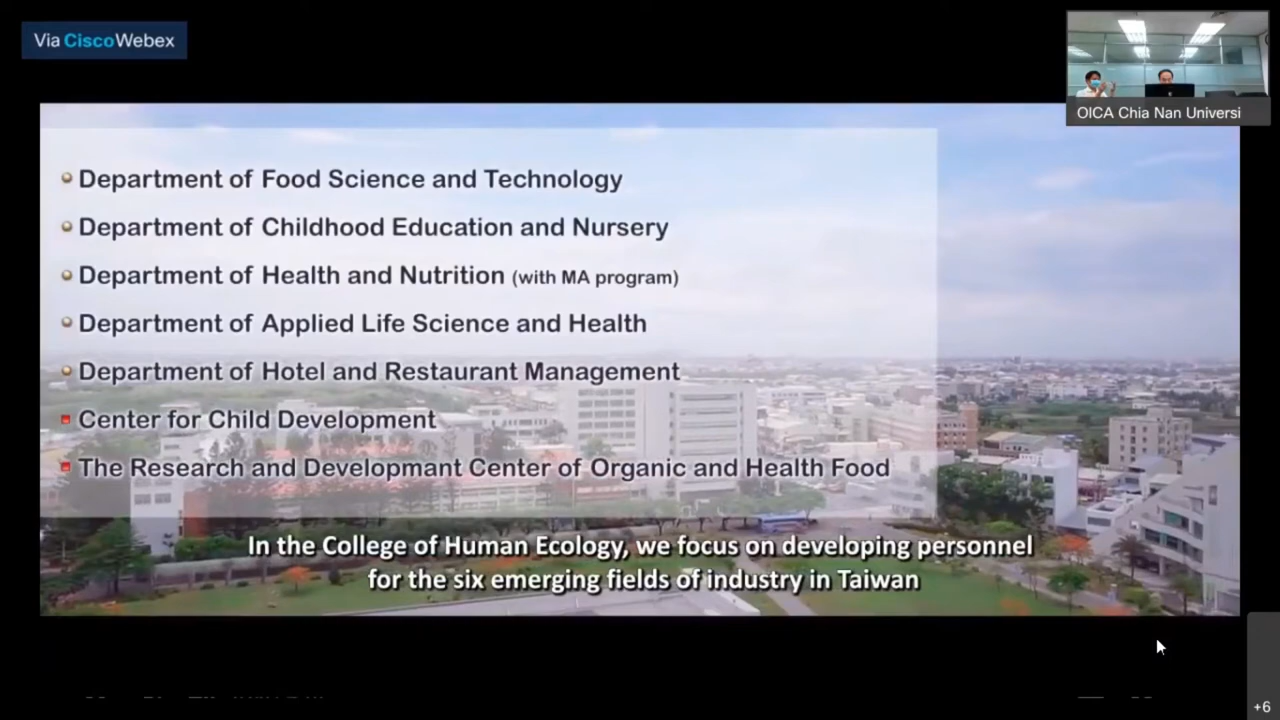 Via CiscoWebex
OICA Chia Nan Universi
Department of Food Science and Technology
Department of Childhood Education and Nursery
Department of Health and Nutrition (with MA program)
Department of Applied Life Science and Health
Department of Hotel and Restaurant Management
Center for Child Development
The Research and Developmant Center of Organic and Health Food
In the College of Human Ecology, we focus on developing personnel
for the six emerging fields of industry in Taiwan
+6